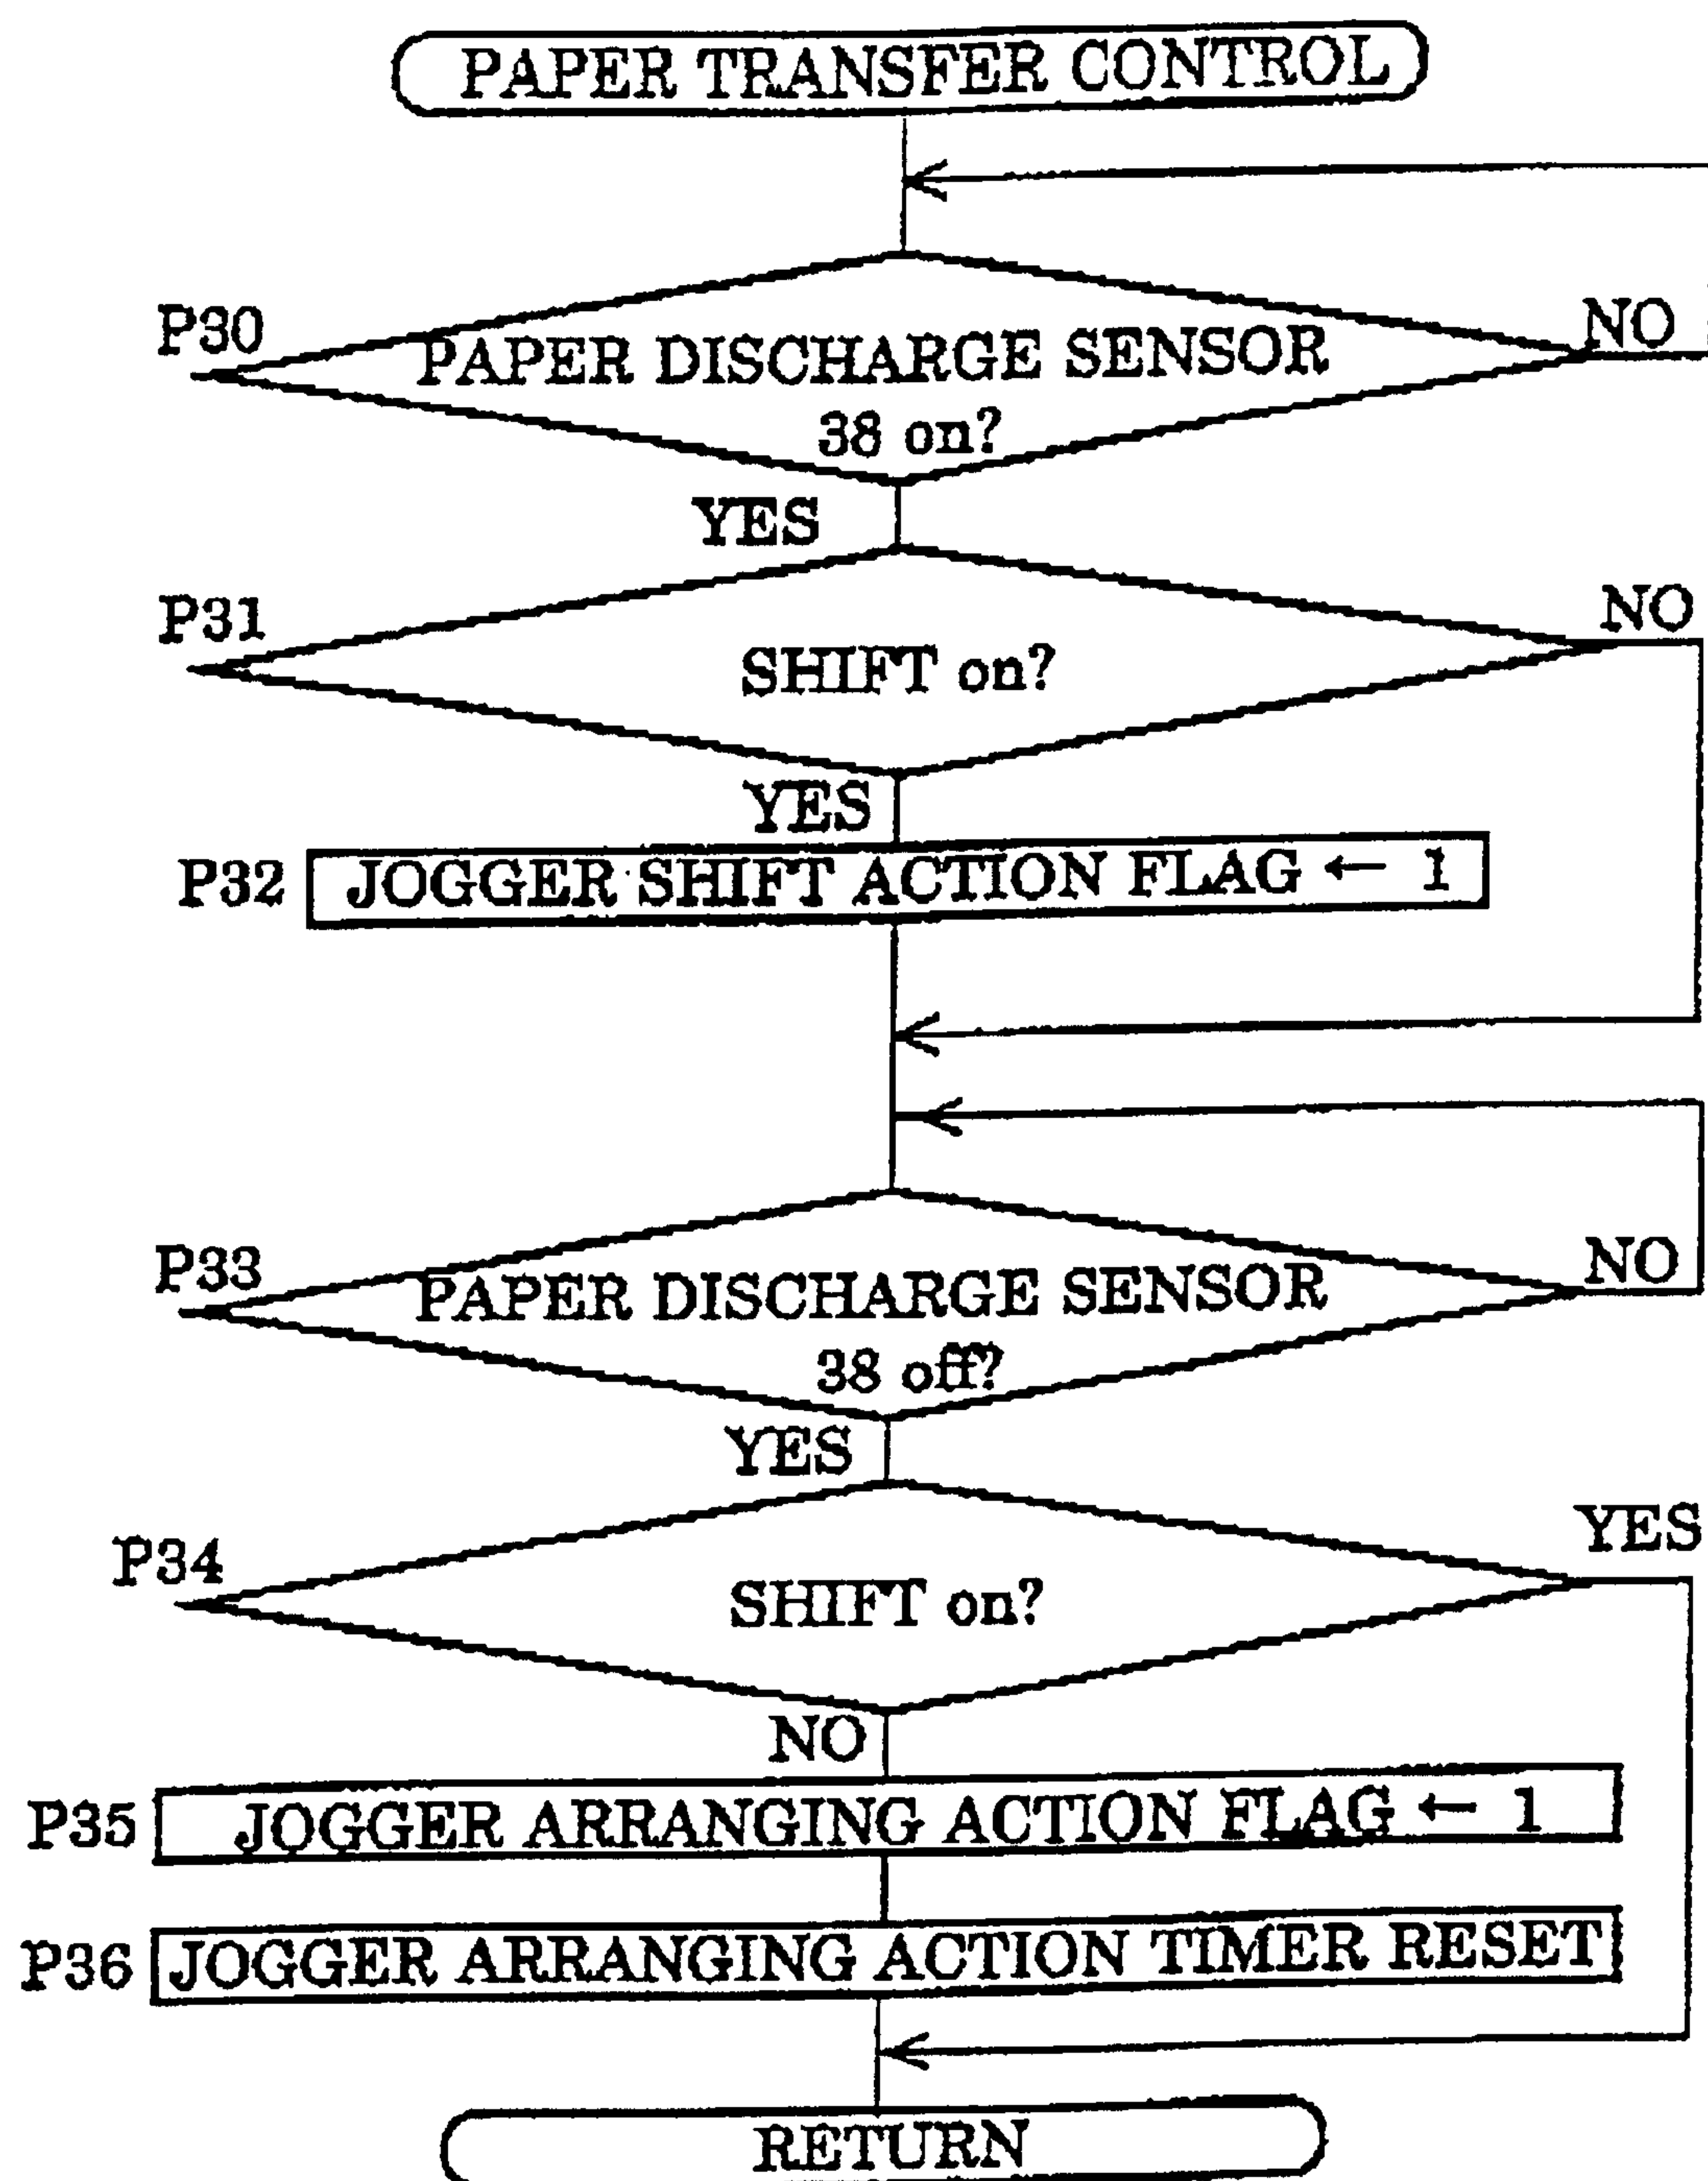 PAPER TRANSFER CONTROL
P30
PAPER DISCHARGE SENSOR
38 on?
NO
YES
P31
SHIFT on?
NO
YES
P32
JOGGER SHIFT ACTION FLAG ← 1
P33
PAPER DISCHARGE SENSOR
38 off?
NO
YES
P34
SHIFT on?
YES
NO
P35
JOGGER ARRANGING ACTION FLAG ← 1
P36
JOGGER ARRANGING ACTION TIMER RESET
RETURN